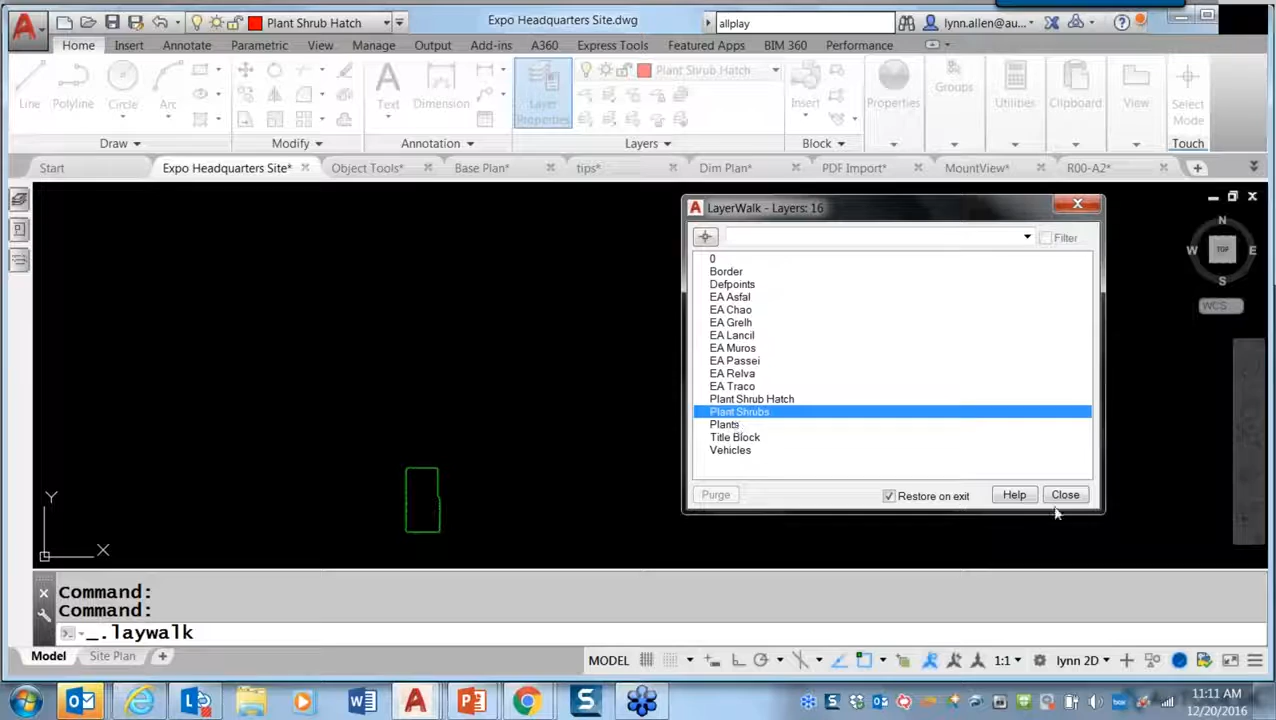 Plant Shrub Hatch
Expo Headquarters Site.dwg
allplay
lynn.allen@au...
Home
Insert
Annotate
Parametric
View
Manage
Output
Add-ins
A360
Express Tools
Featured Apps
BIM 360
Performance
Line
Polyline
Circle
Arc
Text
Dimension
Layer
Properties
Plant Shrub Hatch
Insert
Properties
Groups
Utilities
Clipboard
View
Select
Mode
Draw
Modify
Annotation
Layers
Block
Touch
Start
Expo Headquarters Site*
Object Tools*
Base Plan*
tips*
Dim Plan*
PDF Import*
MountView*
R00-A2*
LayerWalk - Layers: 16
Filter
0
Border
Defpoints
EA Asfal
EA Chao
EA Grelh
EA Lancil
EA Muros
EA Passei
EA Relva
EA Traco
Plant Shrub Hatch
Plant Shrubs
Plants
Title Block
Vehicles
Purge
Restore on exit
Help
Close
N
W
TOP
E
S
WCS
Y
X
Command:
Command:
_.laywalk
Model
Site Plan
MODEL
1:1
lynn 2D
11:11 AM
12/20/2016